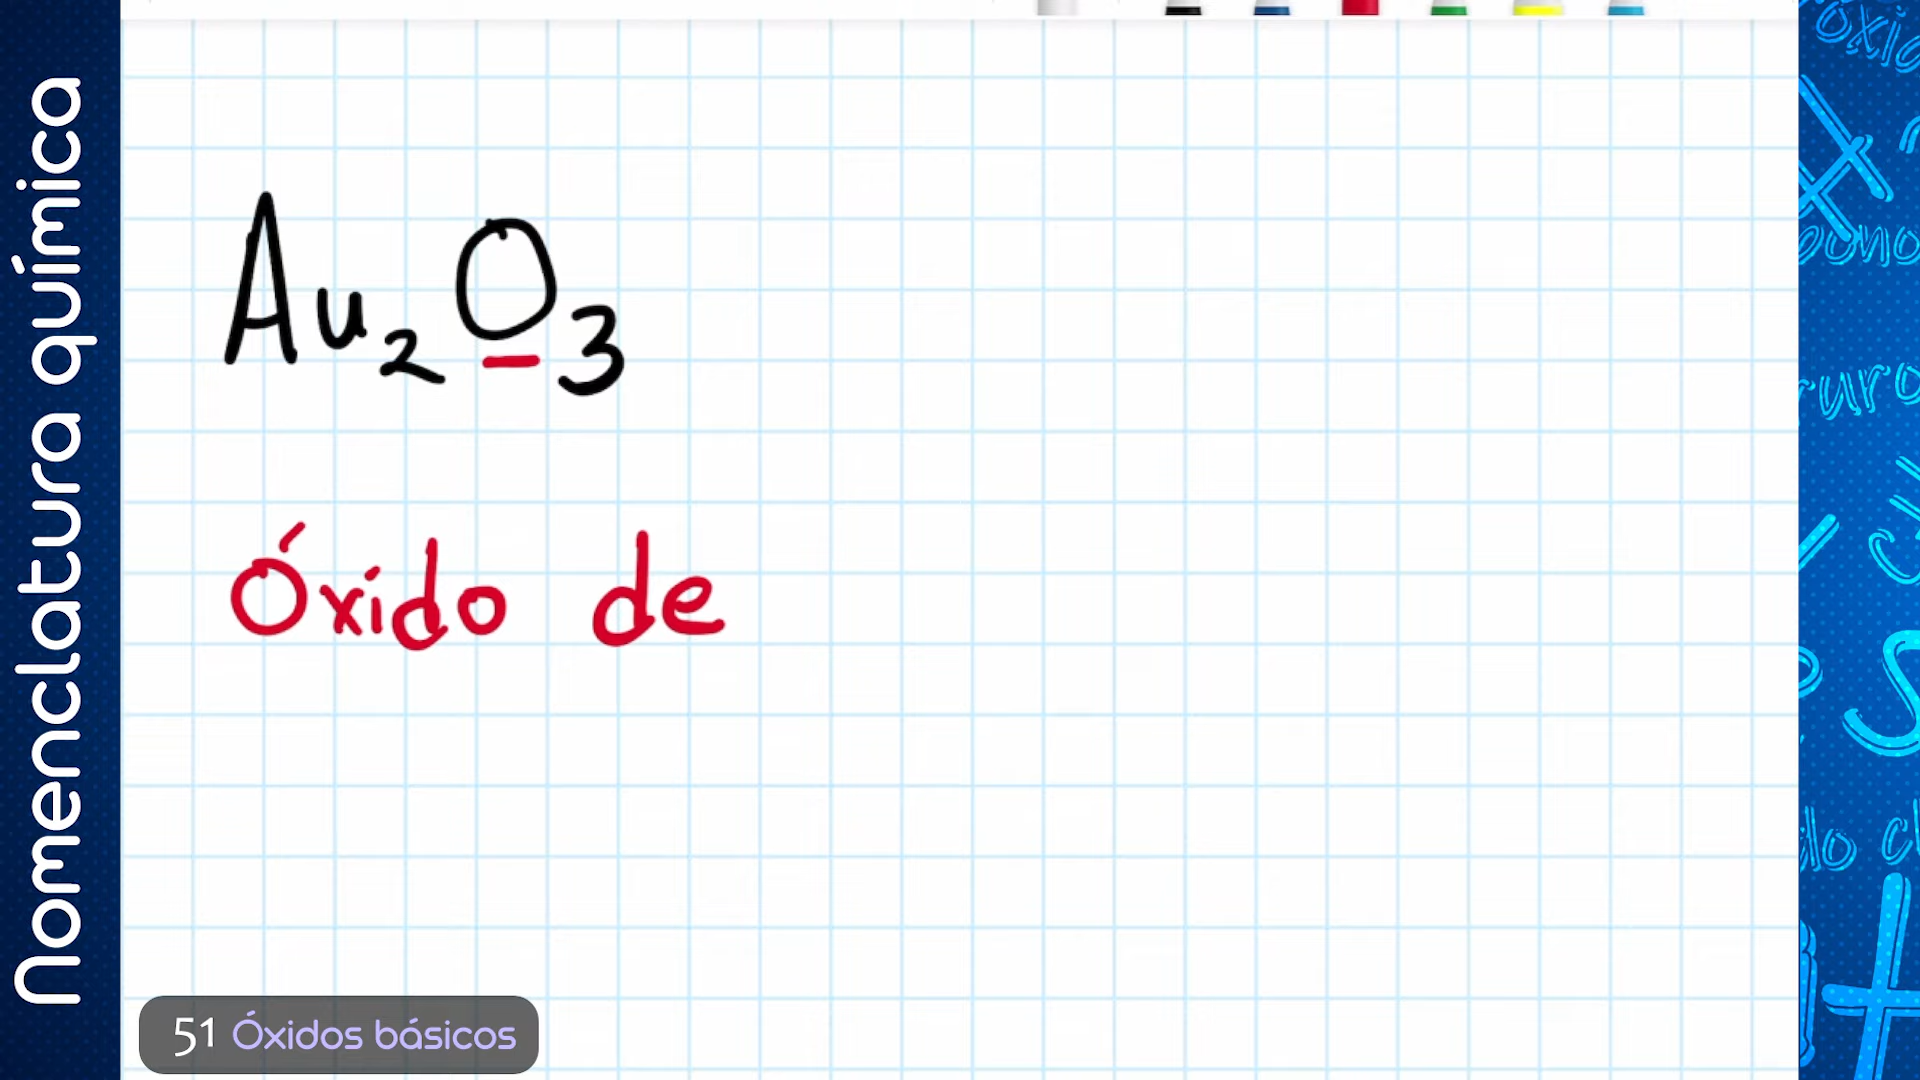 Nomenclatura química
Au₂O₃
Óxido de
51 Óxidos básicos